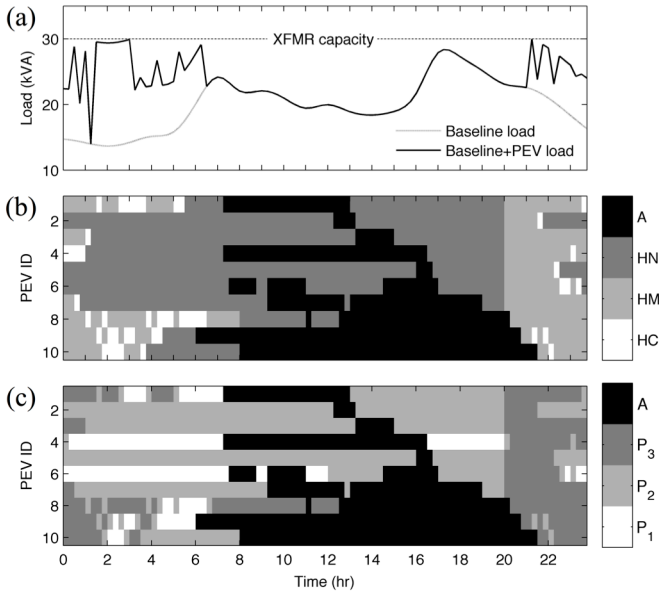 (a)
40
30
20
10
Load (kVA)
XFMR capacity
Baseline load
Baseline+PEV load
(b)
2
4
6
8
10
PEV ID
A
HN
HM
HC
(c)
2
4
6
8
10
PEV ID
A
P3
P2
P1
0 2 4 6 8 10 12 14 16 18 20 22
Time (hr)